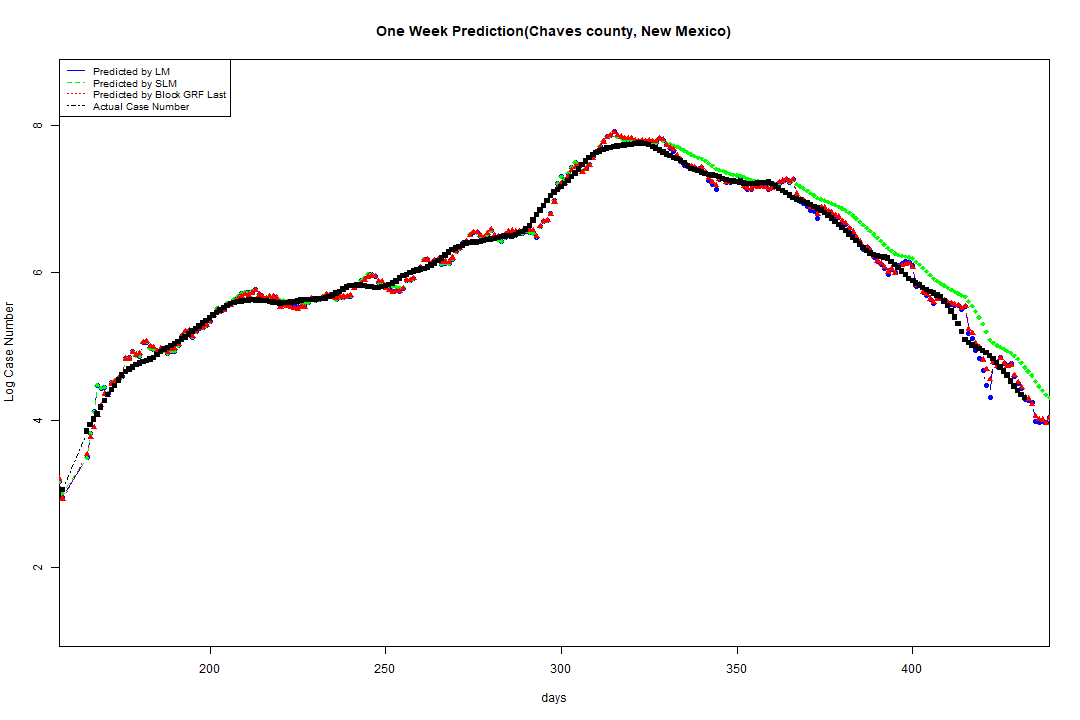 One Week Prediction(Chaves county, New Mexico)
Predicted by LM
Predicted by SLM
Predicted by Block GRF Last
Actual Case Number
8
6
4
2
Log Case Number
200 250 300 350 400
days